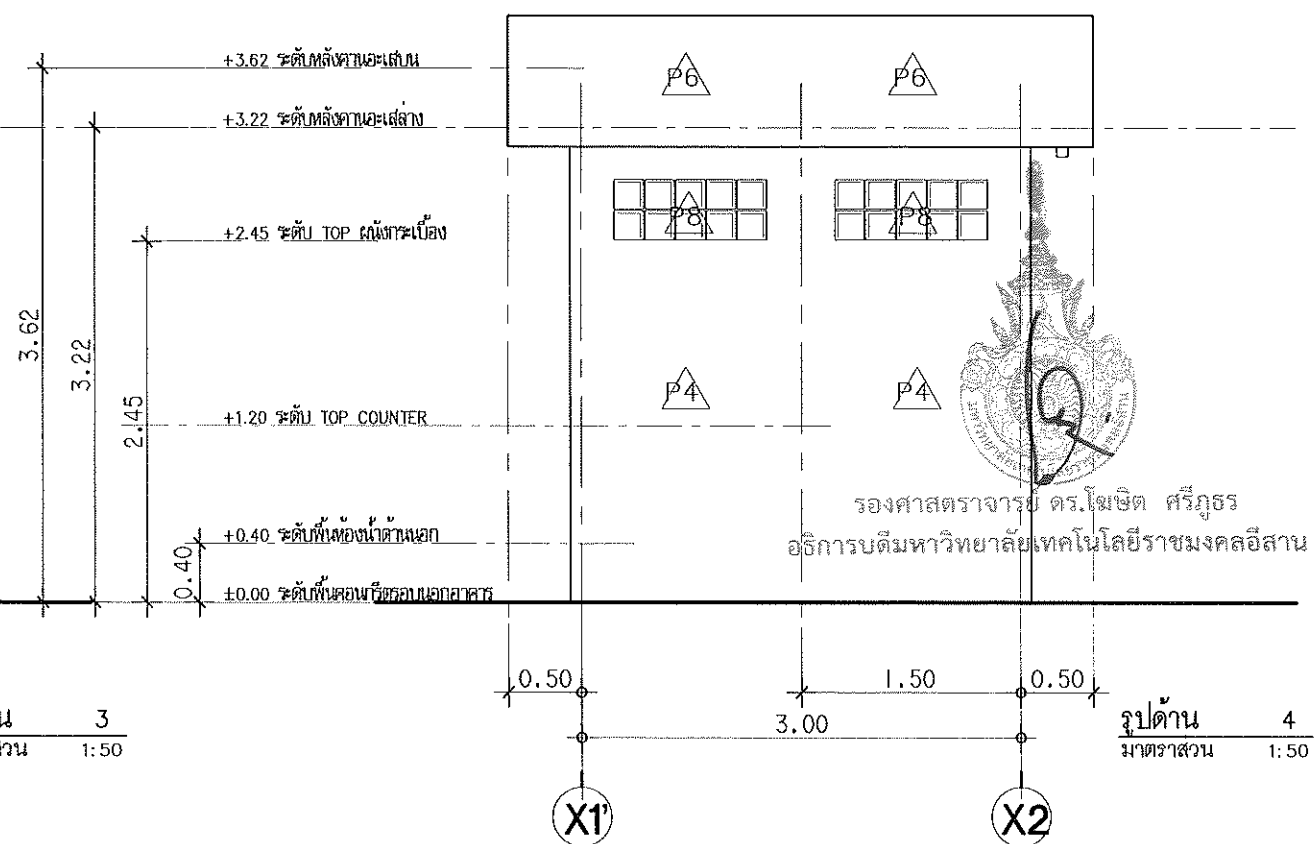 +3.62 ระดับหลังคานอะเสบน
+3.22 ระดับหลังคานอะเสล่าง
+2.45 ระดับ TOP ผนังกระเบื้อง
+1.20 ระดับ TOP COUNTER
+0.40 ระดับพื้นห้องน้ำด้านนอก
±0.00 ระดับพื้นคอนกรีตรอบนอกอาคาร
3.62
3.22
2.45
0.40
P6 P6
P8 P8
P4 P4
รองศาสตราจารย์ ดร.โฆษิต ศรีภูธร
อธิการบดีมหาวิทยาลัยเทคโนโลยีราชมงคลอีสาน
0.50 1.50 0.50
3.00
3
1:50
รูปด้าน 4
มาตราส่วน 1:50
X1' X2